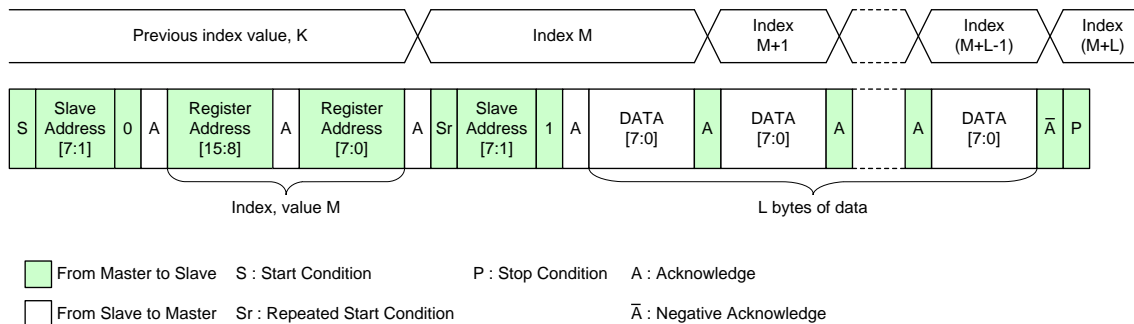 Previous index value, K Index M Index M+1 Index (M+L-1) Index (M+L)
S Slave Address [7:1] 0 A Register Address [15:8] A Register Address [7:0] A Sr Slave Address [7:1] 1 A DATA [7:0] A DATA [7:0] A A DATA [7:0] A̅ P
Index, value M L bytes of data
From Master to Slave S : Start Condition P : Stop Condition A : Acknowledge
From Slave to Master Sr : Repeated Start Condition A̅ : Negative Acknowledge